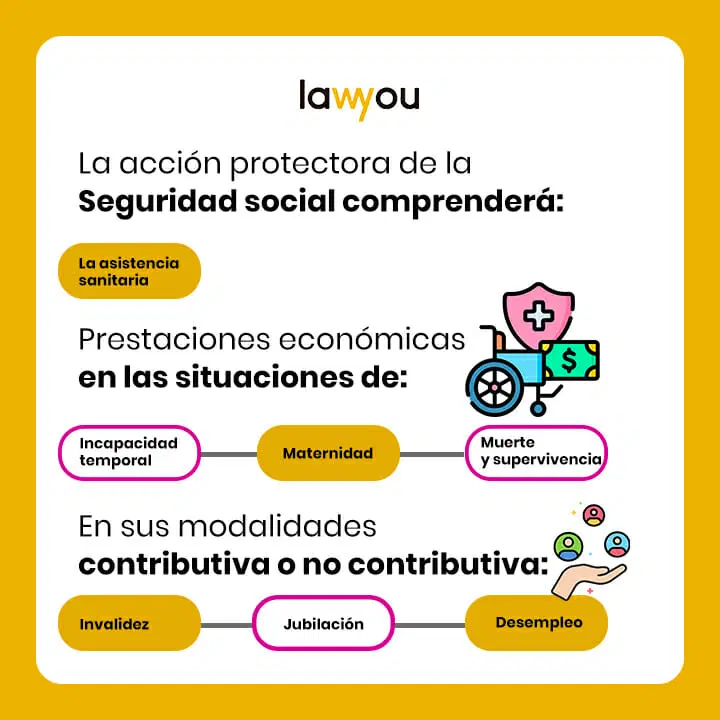 lawyou
La acción protectora de la
Seguridad social comprenderá:
La asistencia
sanitaria
Prestaciones económicas
en las situaciones de:
$
Incapacidad
temporal
Maternidad
Muerte
y supervivencia
En sus modalidades
contributiva o no contributiva:
Invalidez
Jubilación
Desempleo